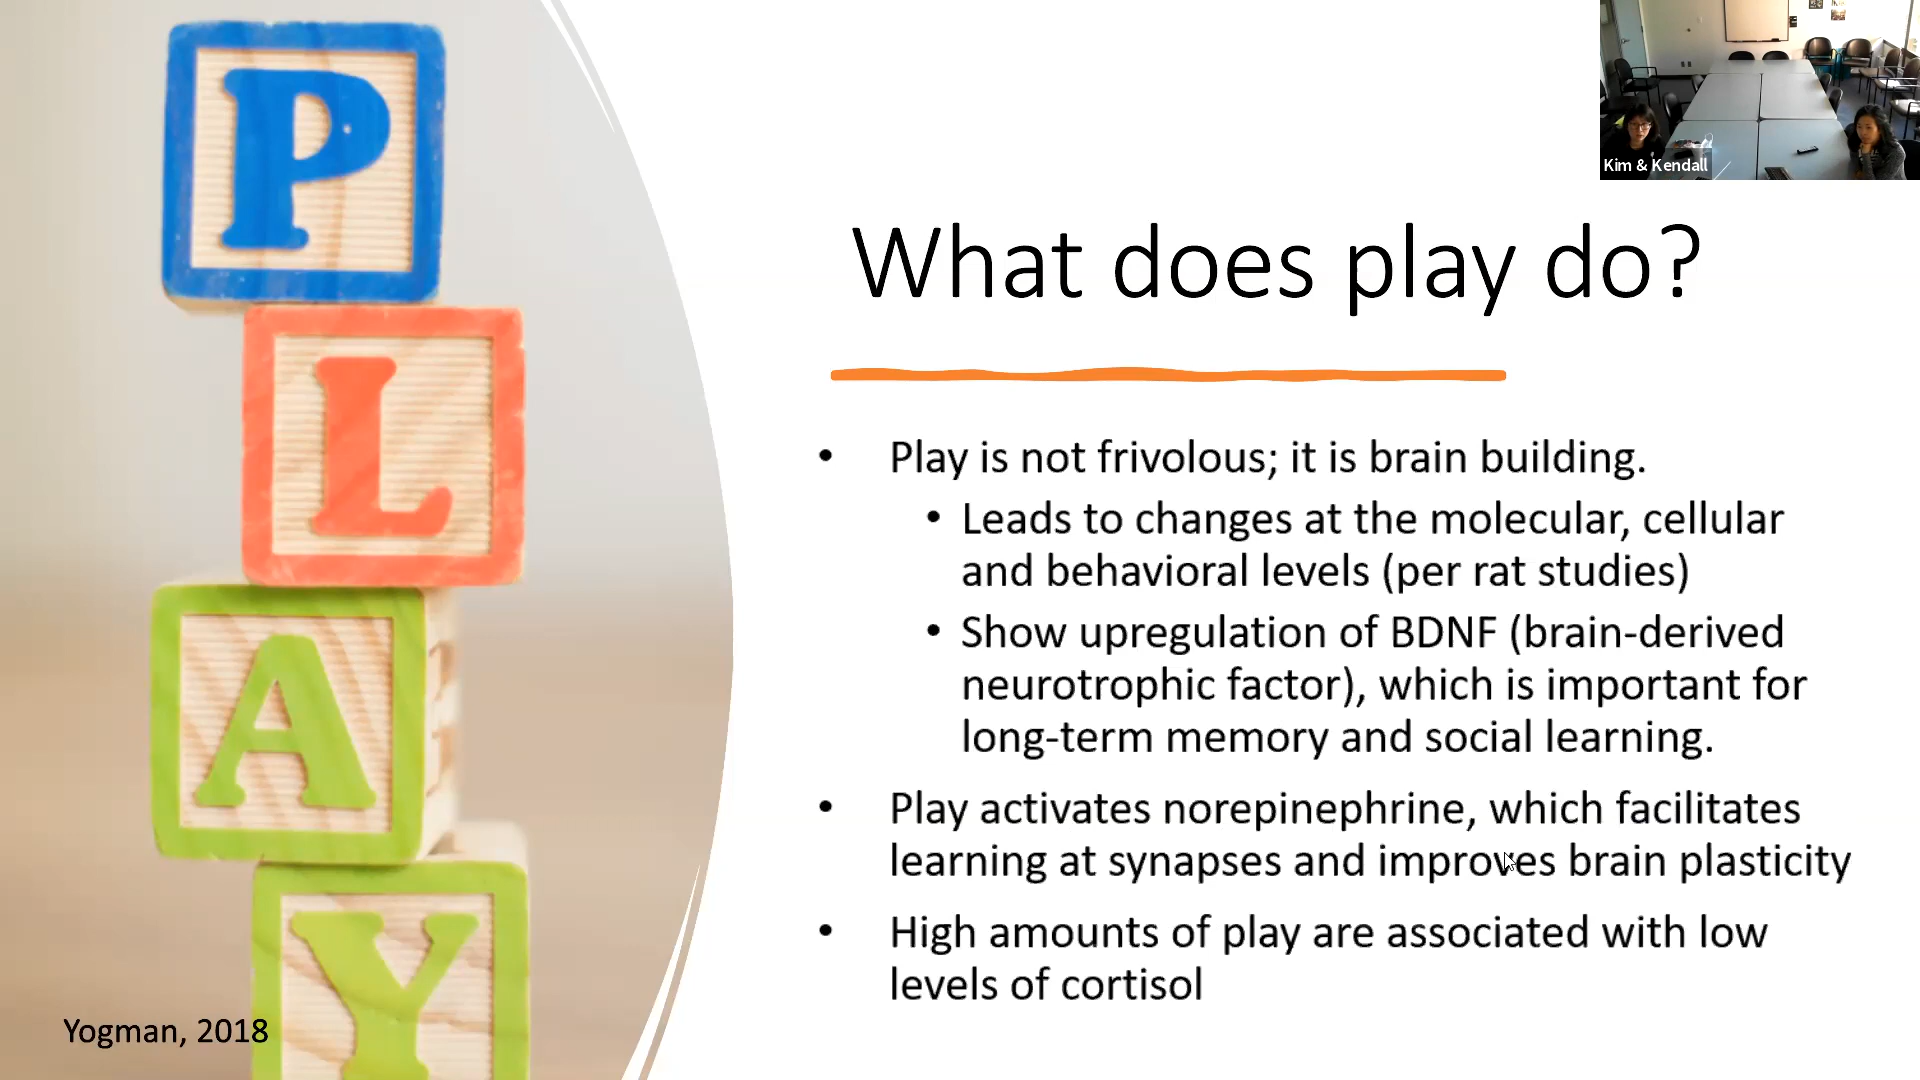 P
L
A
Y
Yogman, 2018
Kim & Kendall
What does play do?
• Play is not frivolous; it is brain building.
• Leads to changes at the molecular, cellular
and behavioral levels (per rat studies)
• Show upregulation of BDNF (brain-derived
neurotrophic factor), which is important for
long-term memory and social learning.
• Play activates norepinephrine, which facilitates
learning at synapses and improves brain plasticity
• High amounts of play are associated with low
levels of cortisol